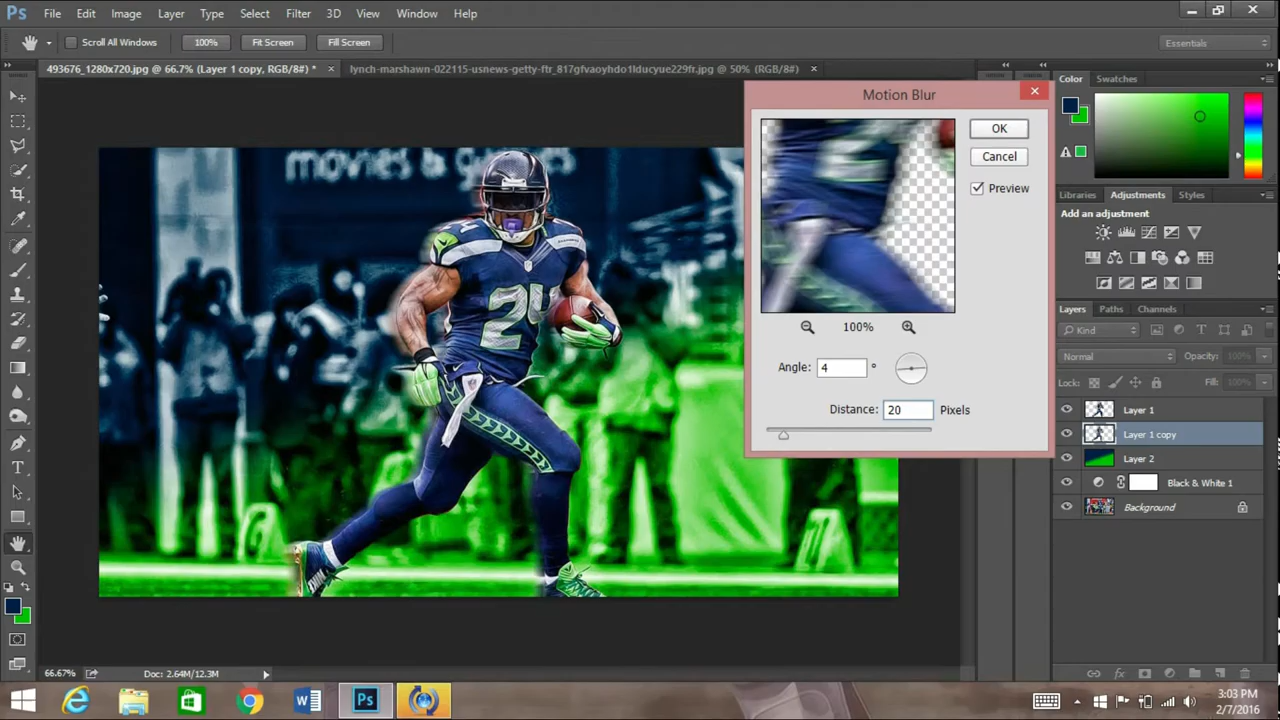 Ps File Edit Image Layer Type Select Filter 3D View Window Help
Scroll All Windows 100% Fit Screen Fill Screen Essentials
493676_1280x720.jpg @ 66.7% (Layer 1 copy, RGB/8#) * × lynch-marshawn-022115-usnews-getty-ftr_817gfvaoyhdo1lducyue229fr.jpg @ 50% (RGB/8#) ×
Motion Blur
OK
Cancel
Preview
100%
Angle: 4 °
Distance: 20 Pixels
movies & g
24
Color Swatches
Libraries Adjustments Styles
Add an adjustment
Layers Paths Channels
Kind
Normal Opacity: 100%
Lock: Fill: 100%
Layer 1
Layer 1 copy
Layer 2
Black & White 1
Background
66.67% Doc: 2.64M/12.3M
3:03 PM
2/7/2016